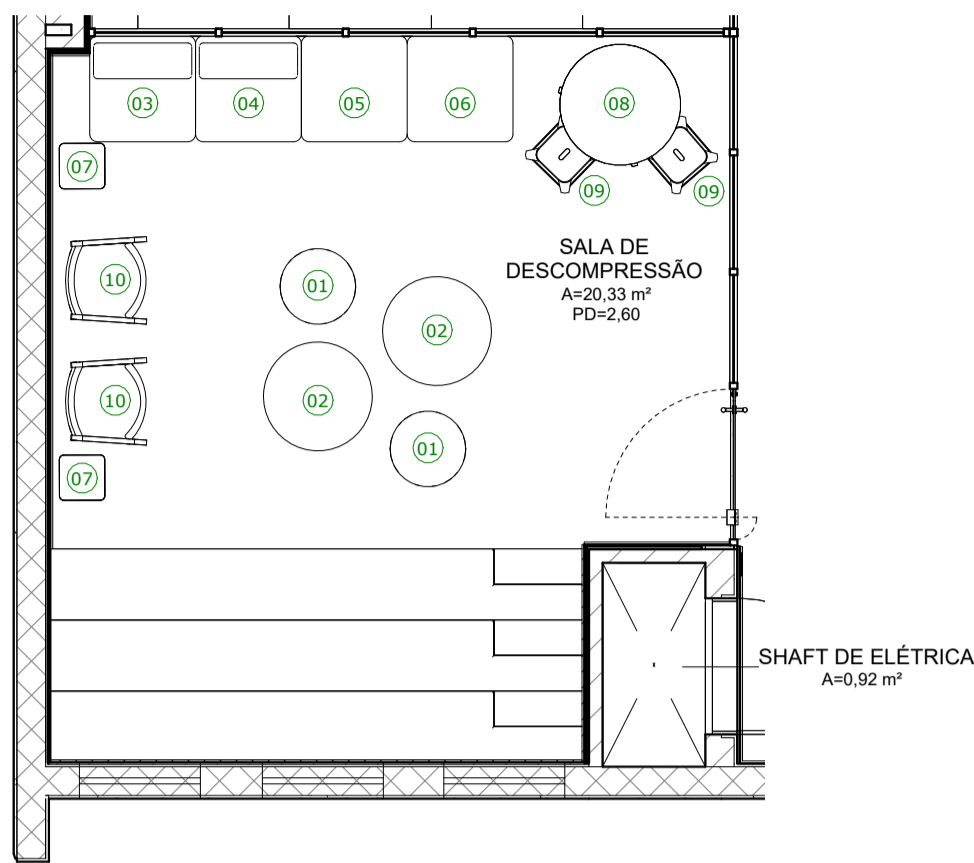 03
04
05
06
08
07
09
09
SALA DE
DESCOMPRESSÃO
A=20,33 m²
PD=2,60
10
01
02
10
02
01
07
SHAFT DE ELÉTRICA
A=0,92 m²